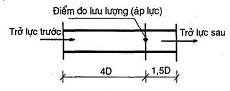 Điểm đo lưu lượng (áp lực)
Trở lực trước
Trở lực sau
4D
1,5D